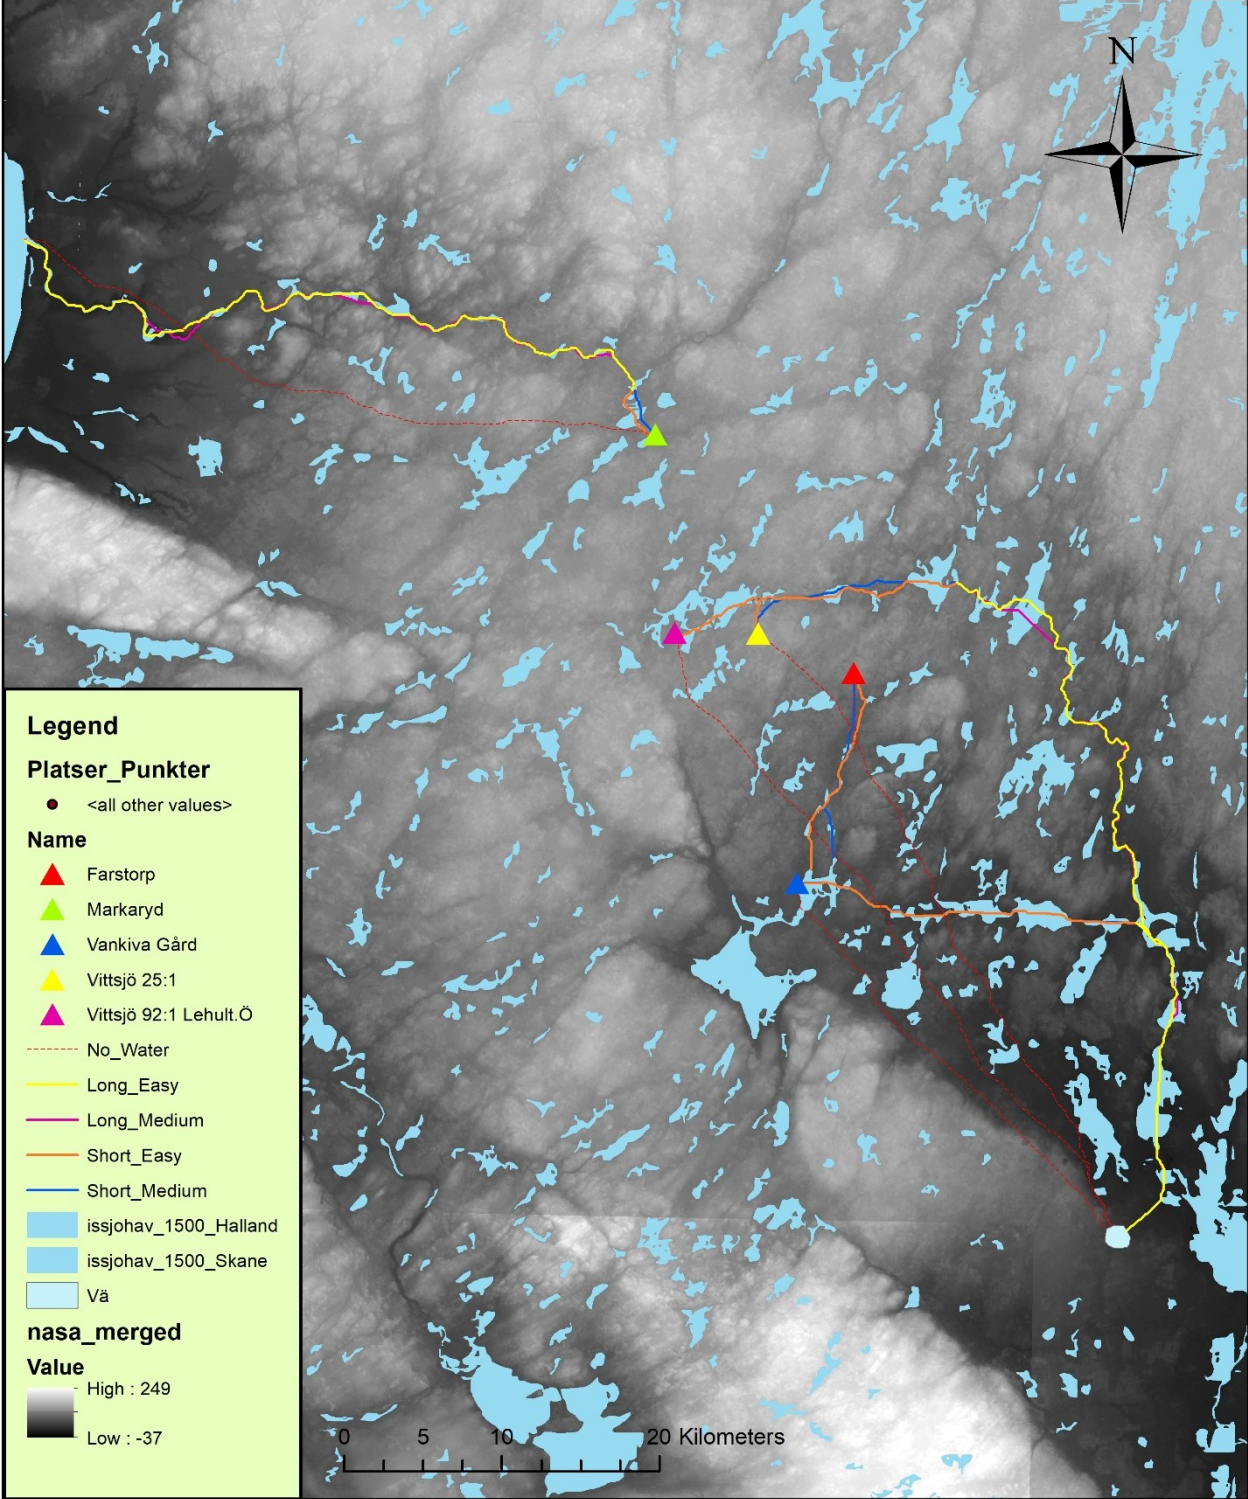 N
Legend
Platser_Punkter
<all other values>
Name
Farstorp
Markaryd
Vankiva Gård
Vittsjö 25:1
Vittsjö 92:1 Lehult.Ö
No_Water
Long_Easy
Long_Medium
Short_Easy
Short_Medium
issjohav_1500_Halland
issjohav_1500_Skane
Vä
nasa_merged
Value
High : 249
Low : -37
0 5 10 20 Kilometers